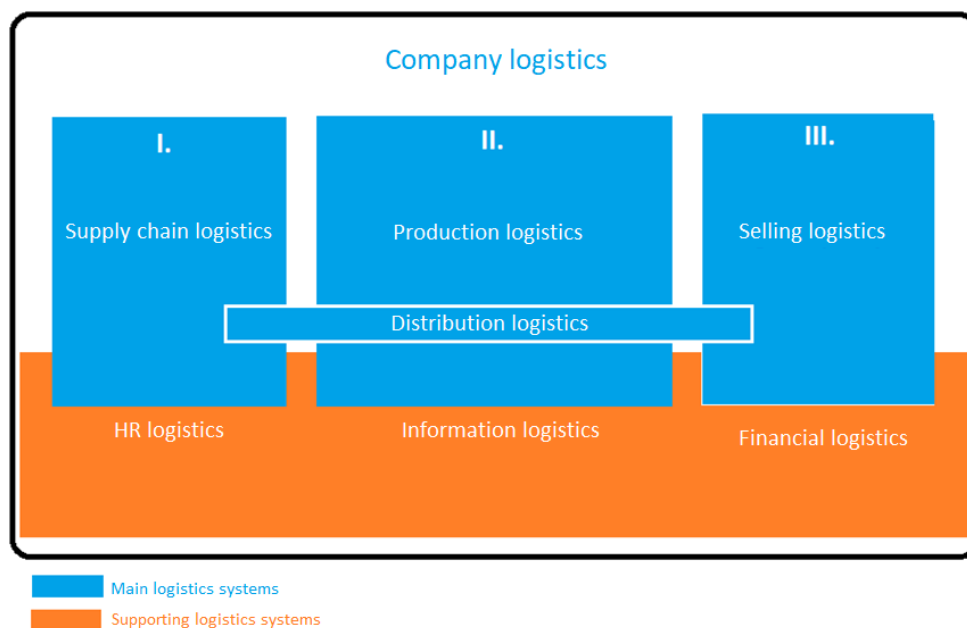 Company logistics
I.
II.
III.
Supply chain logistics
Production logistics
Selling logistics
Distribution logistics
HR logistics
Information logistics
Financial logistics
Main logistics systems
Supporting logistics systems